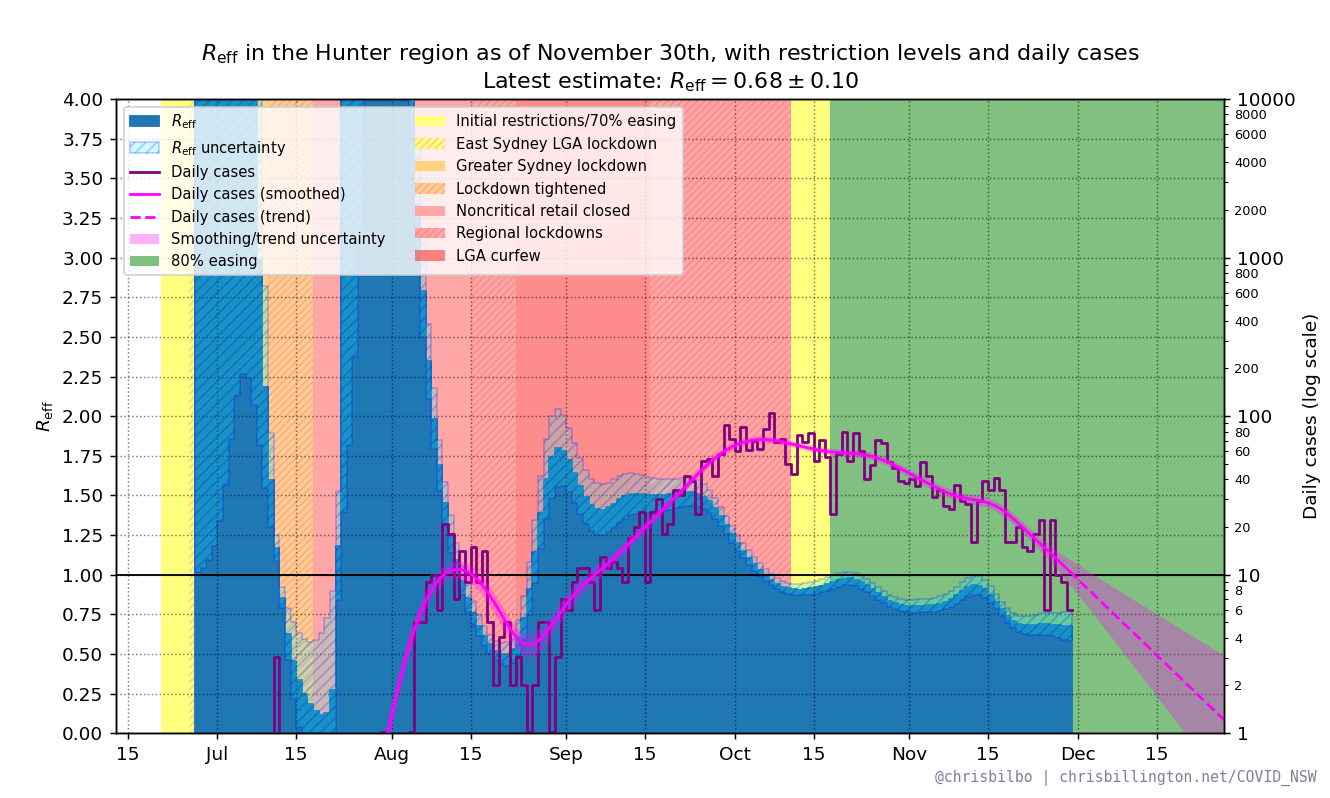 R_eff in the Hunter region as of November 30th, with restriction levels and daily cases
Latest estimate: R_eff = 0.68 ± 0.10
R_eff
R_eff uncertainty
Daily cases
Daily cases (smoothed)
Daily cases (trend)
Smoothing/trend uncertainty
80% easing
Initial restrictions/70% easing
East Sydney LGA lockdown
Greater Sydney lockdown
Lockdown tightened
Noncritical retail closed
Regional lockdowns
LGA curfew
R_eff
4.00
3.75
3.50
3.25
3.00
2.75
2.50
2.25
2.00
1.75
1.50
1.25
1.00
0.75
0.50
0.25
0.00
10000
8000
6000
4000
2000
1000
800
600
400
200
100
80
60
40
20
10
8
6
4
2
1
Daily cases (log scale)
15 Jul 15 Aug 15 Sep 15 Oct 15 Nov 15 Dec 15
@chrisbilbo | chrisbillington.net/COVID_NSW